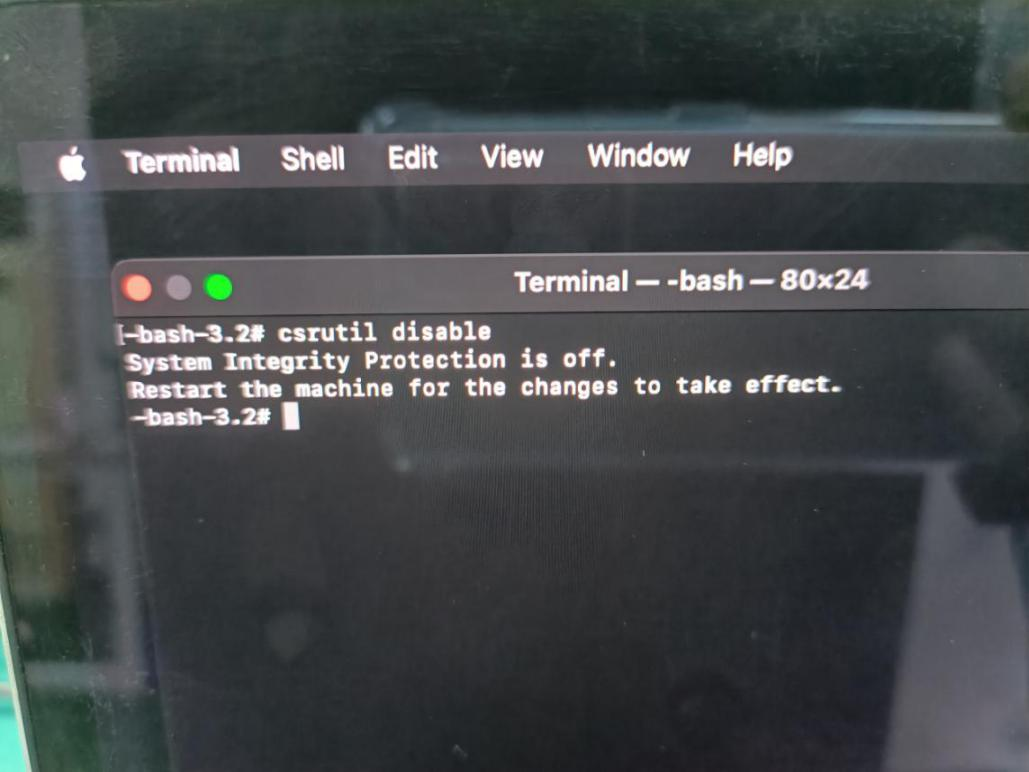 Terminal Shell Edit View Window Help
Terminal — -bash — 80×24
[-bash-3.2# csrutil disable
System Integrity Protection is off.
Restart the machine for the changes to take effect.
-bash-3.2#